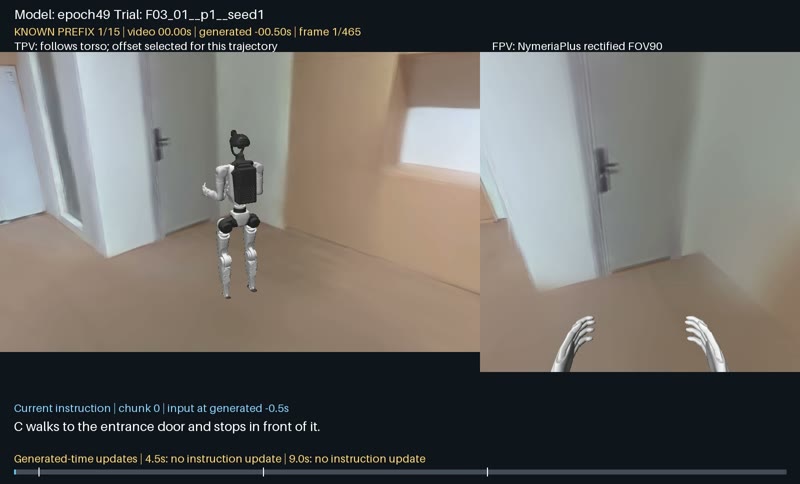 Model: epoch49 Trial: F03_01__p1__seed1
KNOWN PREFIX 1/15 | video 00.00s | generated -00.50s | frame 1/465
TPV: follows torso; offset selected for this trajectory
FPV: NymeriaPlus rectified FOV90
Current instruction | chunk 0 | input at generated -0.5s
C walks to the entrance door and stops in front of it.
Generated-time updates | 4.5s: no instruction update | 9.0s: no instruction update